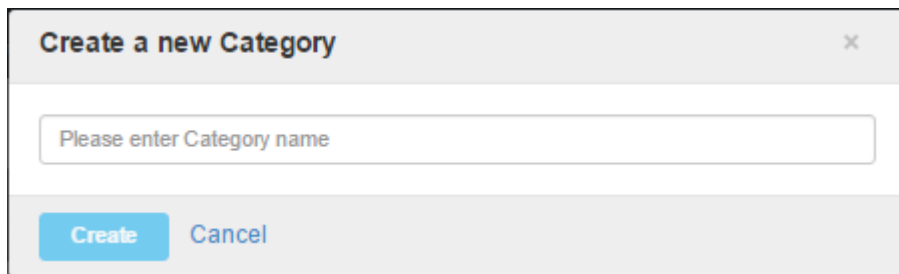 Create a new Category ×
Please enter Category name
Create Cancel